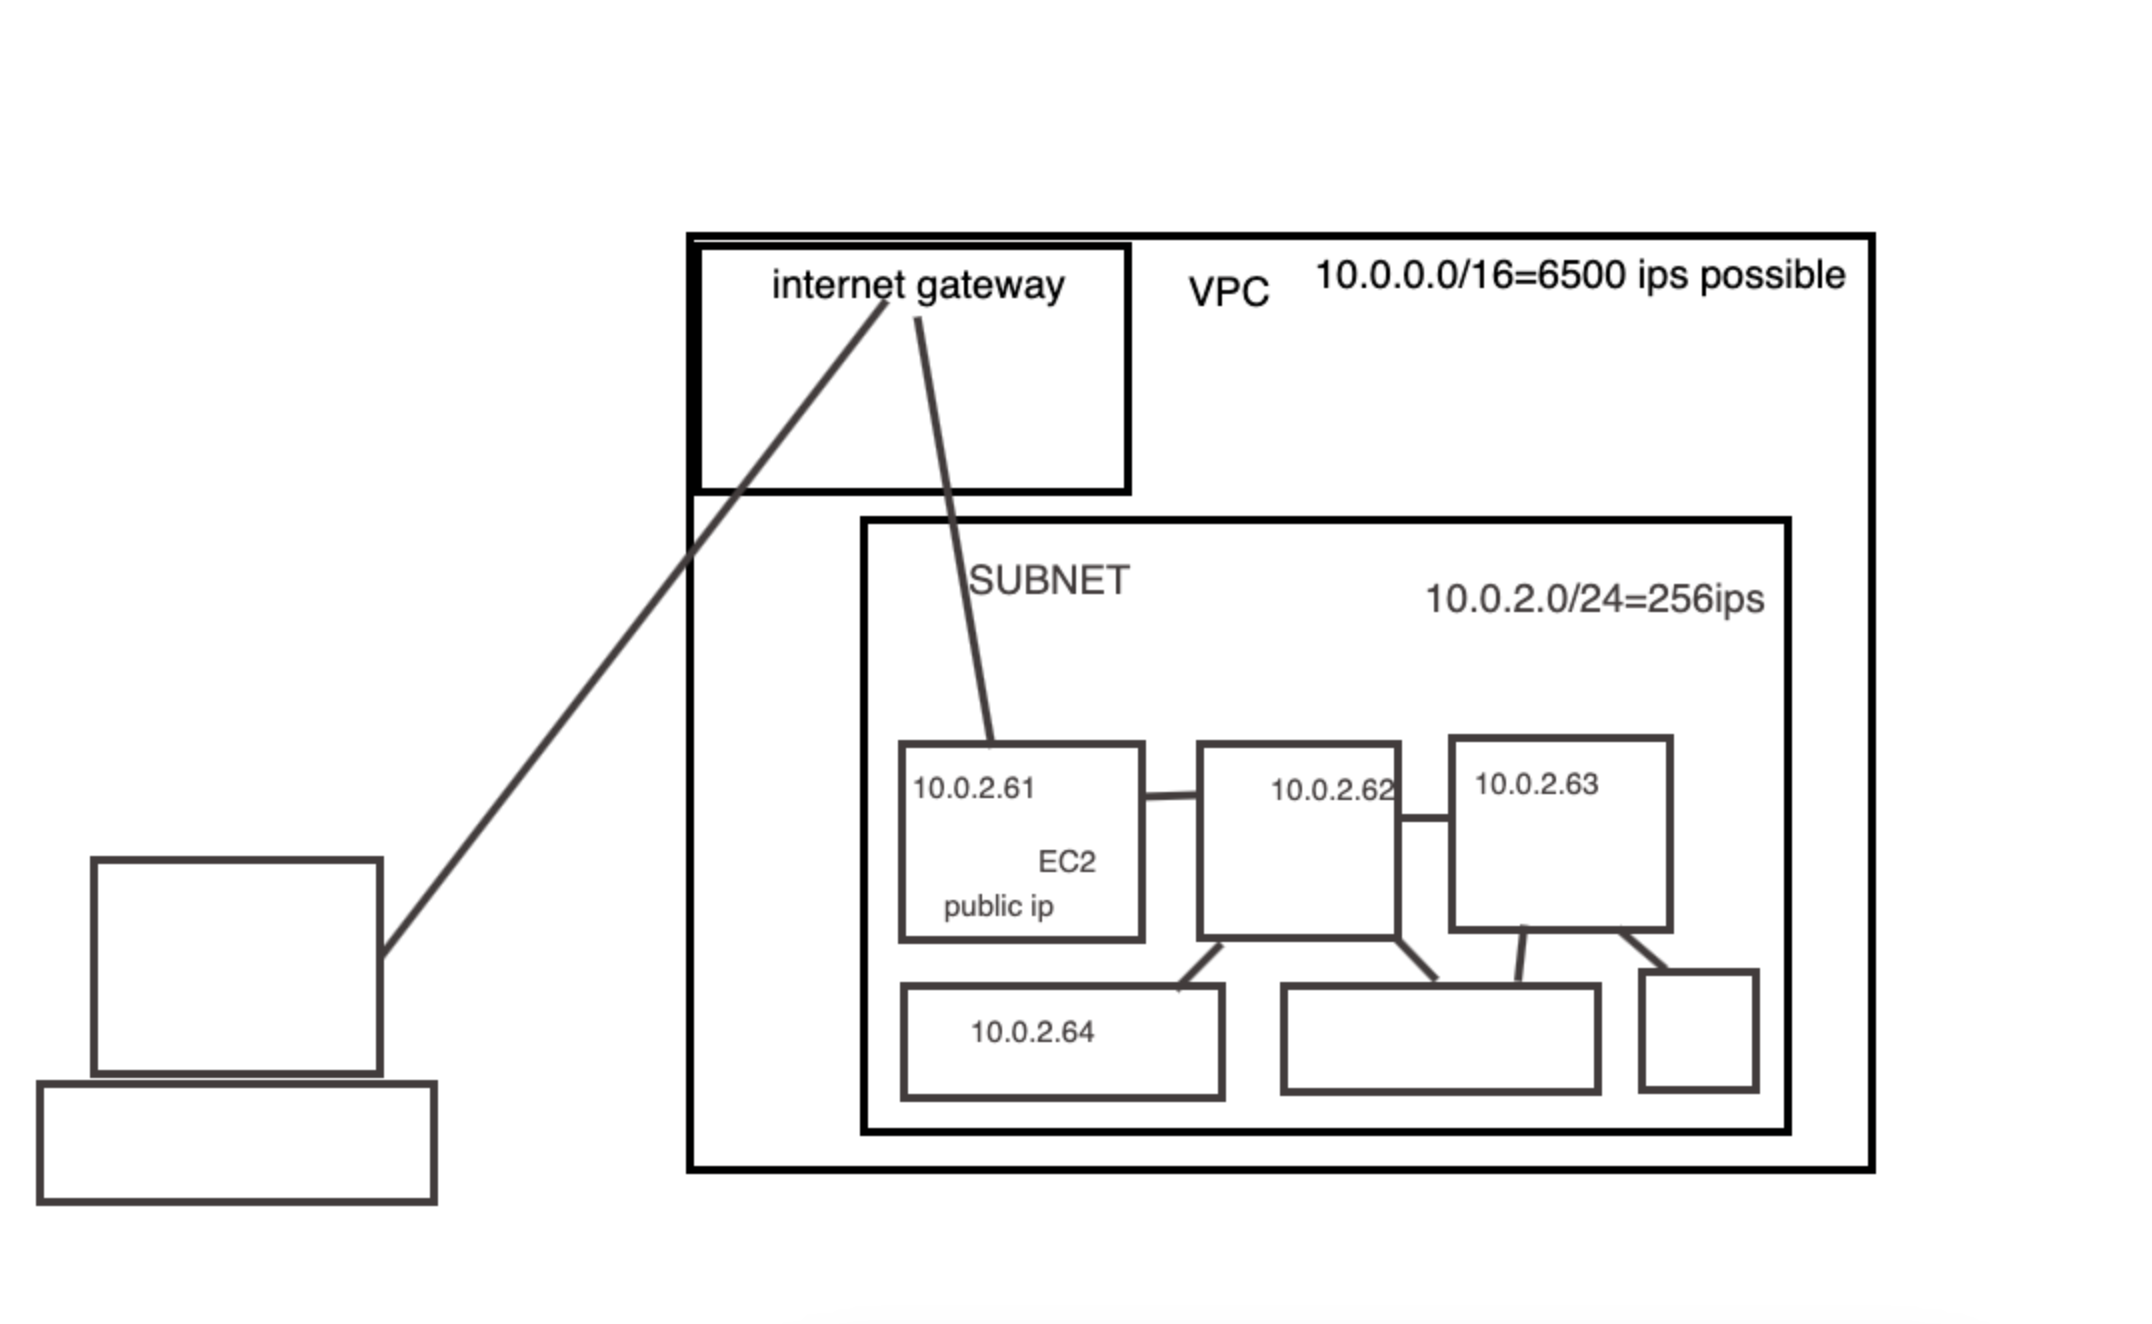 internet gateway
VPC
10.0.0.0/16=6500 ips possible
SUBNET
10.0.2.0/24=256ips
10.0.2.61
EC2
public ip
10.0.2.62
10.0.2.63
10.0.2.64